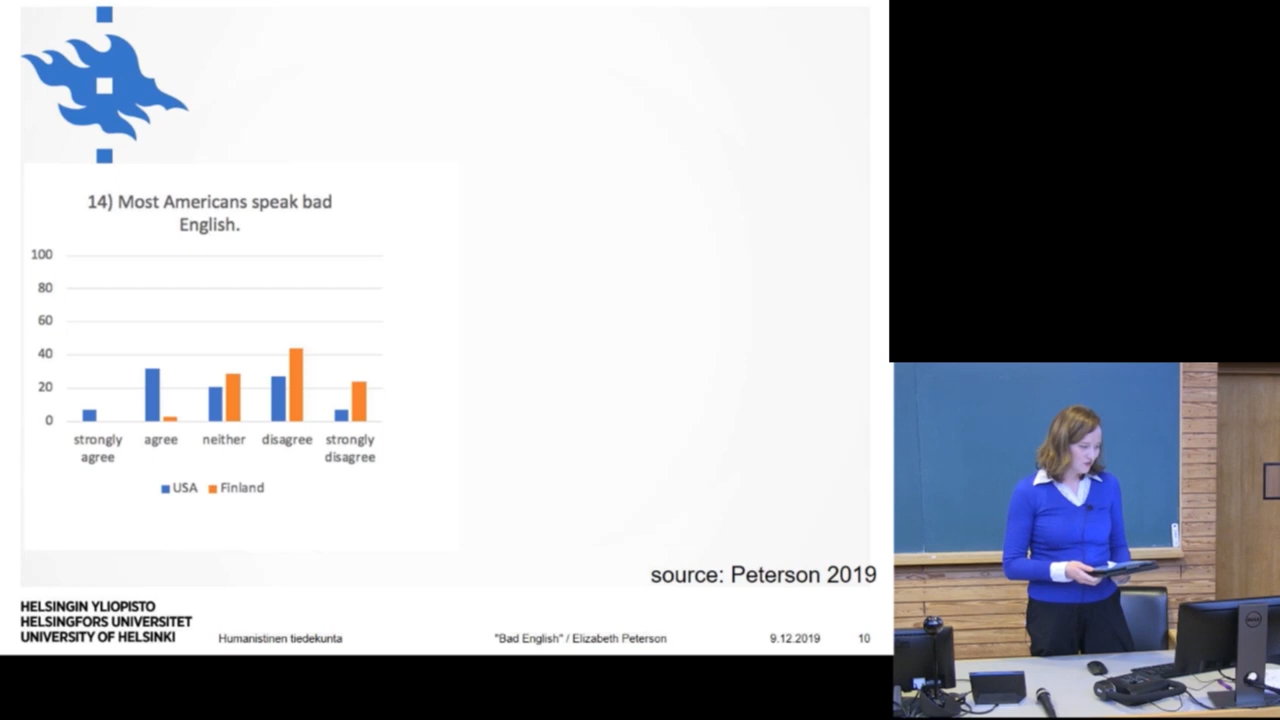 14) Most Americans speak bad
English.
100
80
60
40
20
0
strongly agree
agree
neither
disagree
strongly disagree
USA
Finland
source: Peterson 2019
HELSINGIN YLIOPISTO
HELSINGFORS UNIVERSITET
UNIVERSITY OF HELSINKI
Humanistinen tiedekunta
"Bad English" / Elizabeth Peterson
9.12.2019
10